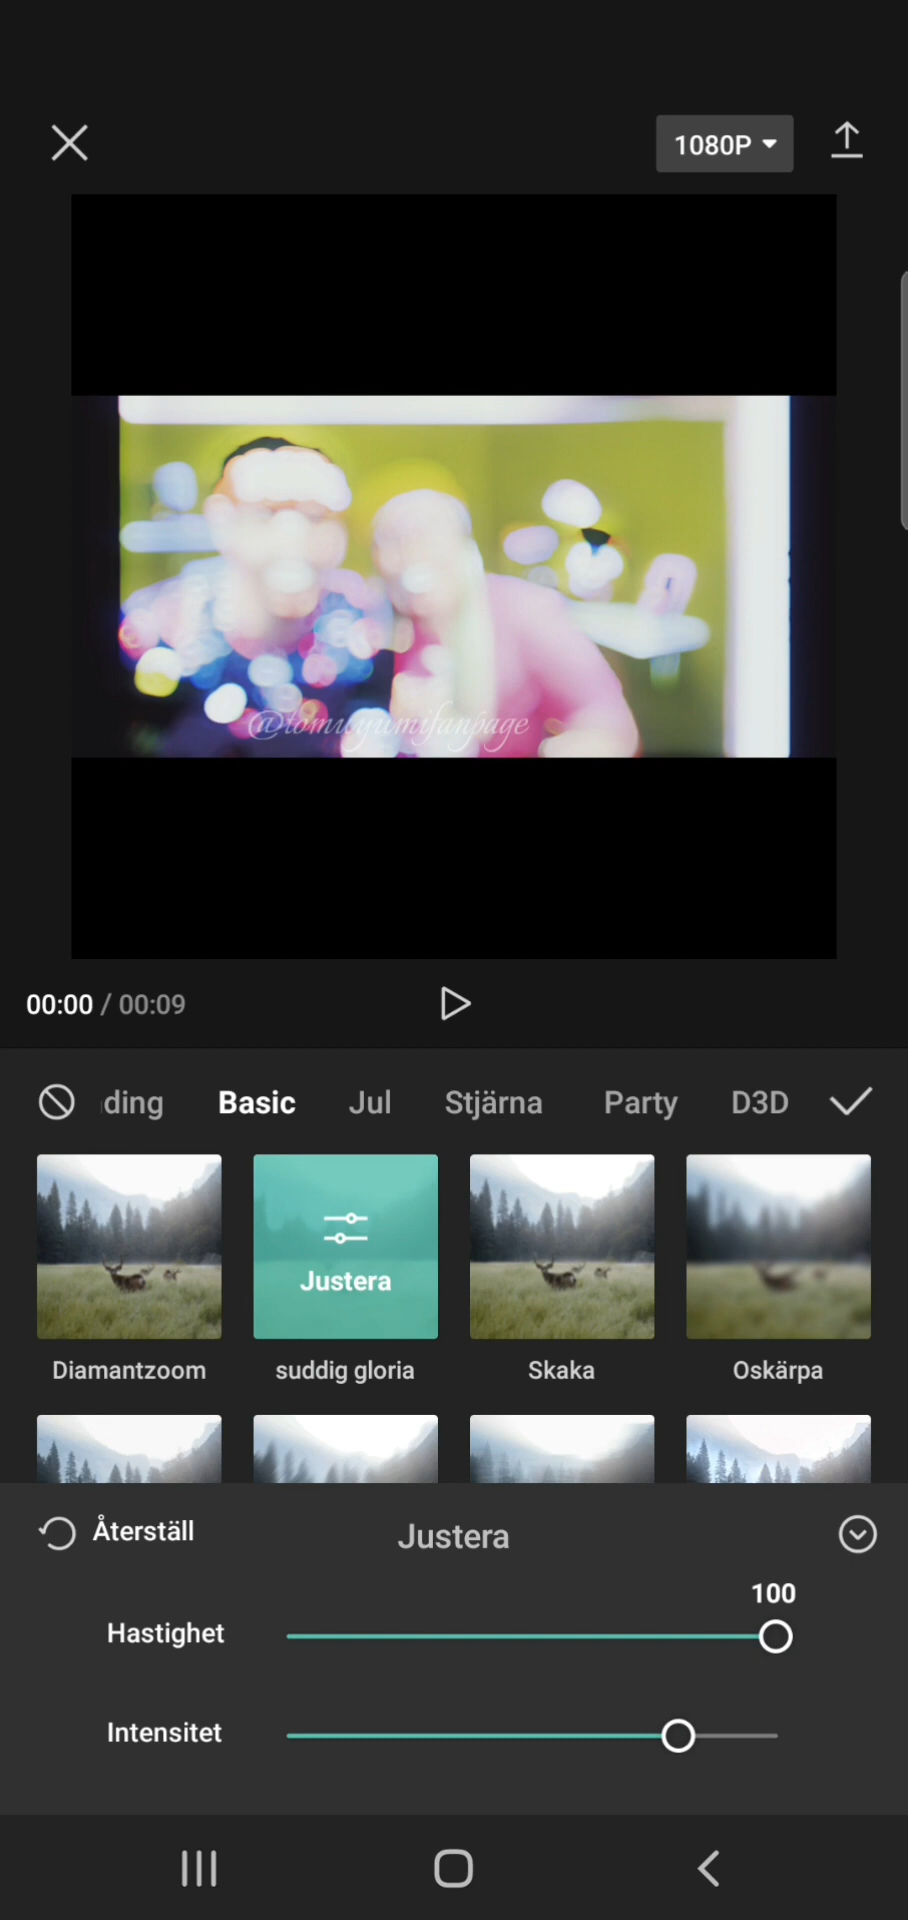 1080P
@tomuyumifanpage
00:00 / 00:09
ding Basic Jul Stjärna Party D3D
Justera
Diamantzoom suddig gloria Skaka Oskärpa
Återställ Justera
100
Hastighet
Intensitet